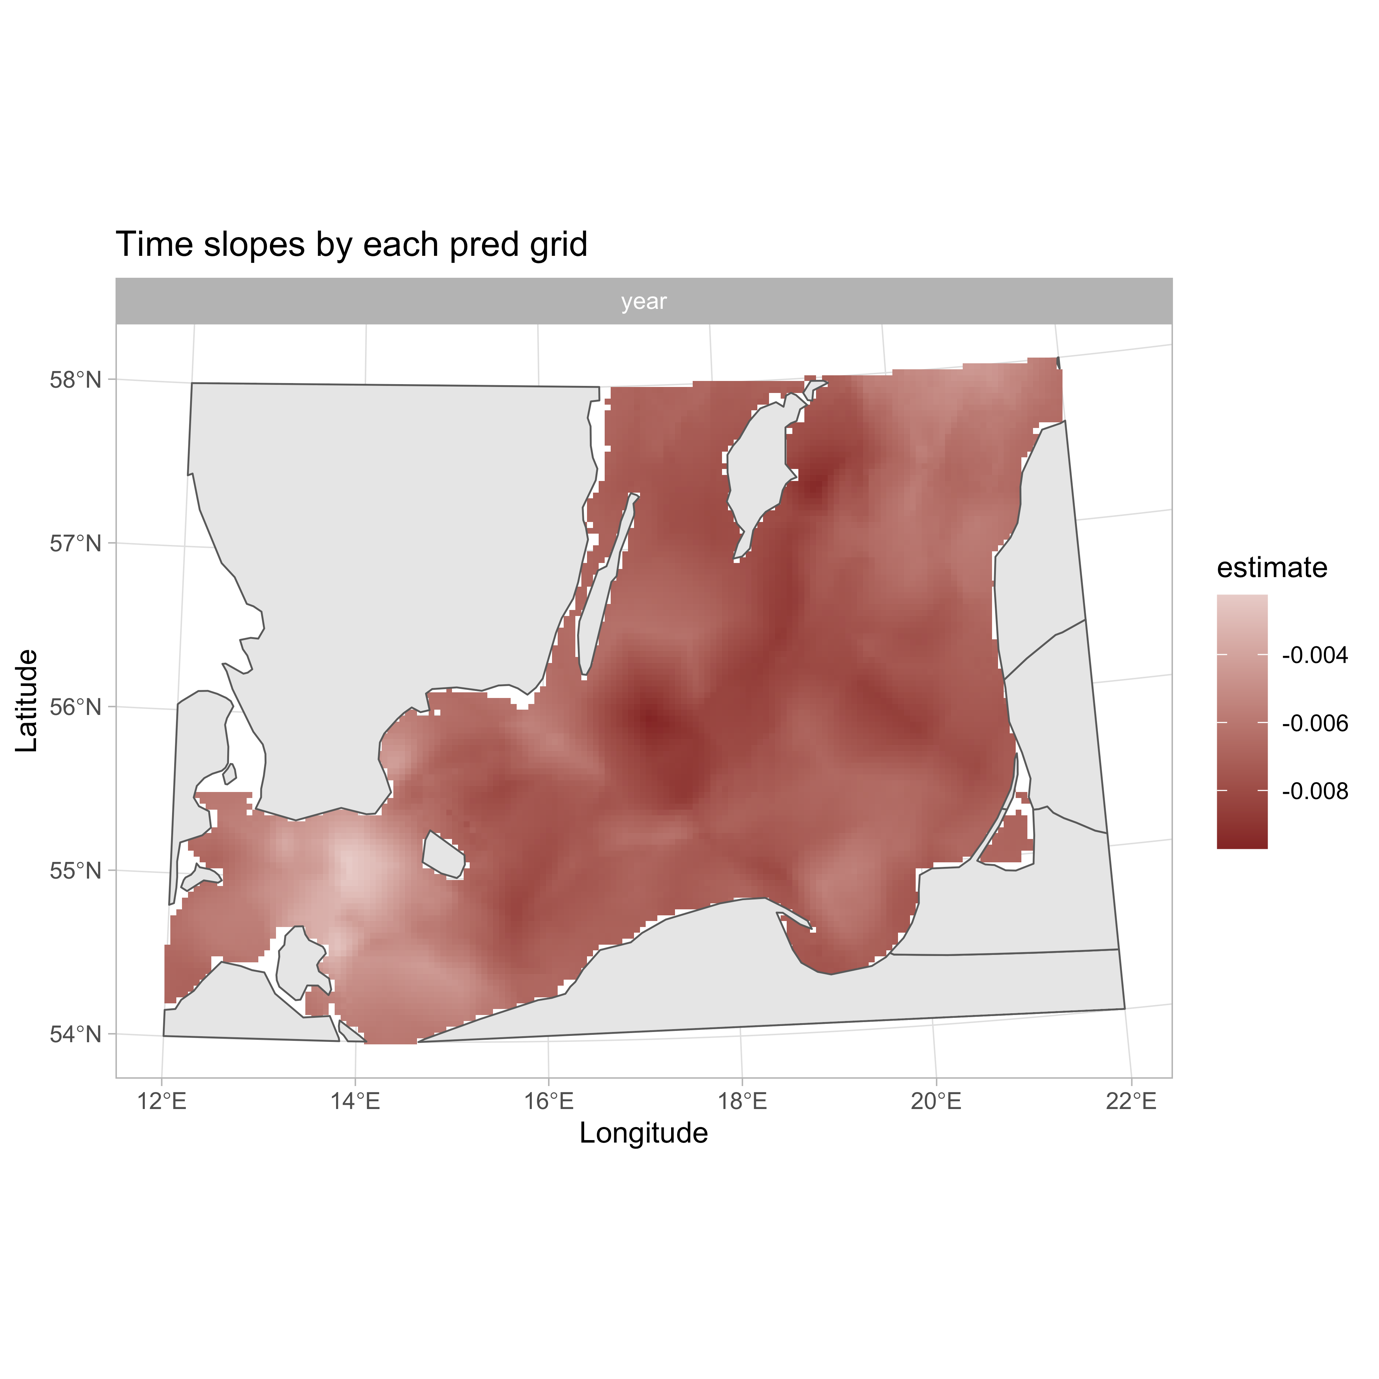 Time slopes by each pred grid
year
58°N
57°N
56°N
55°N
54°N
Latitude
12°E
14°E
16°E
18°E
20°E
22°E
Longitude
estimate
-0.004
-0.006
-0.008